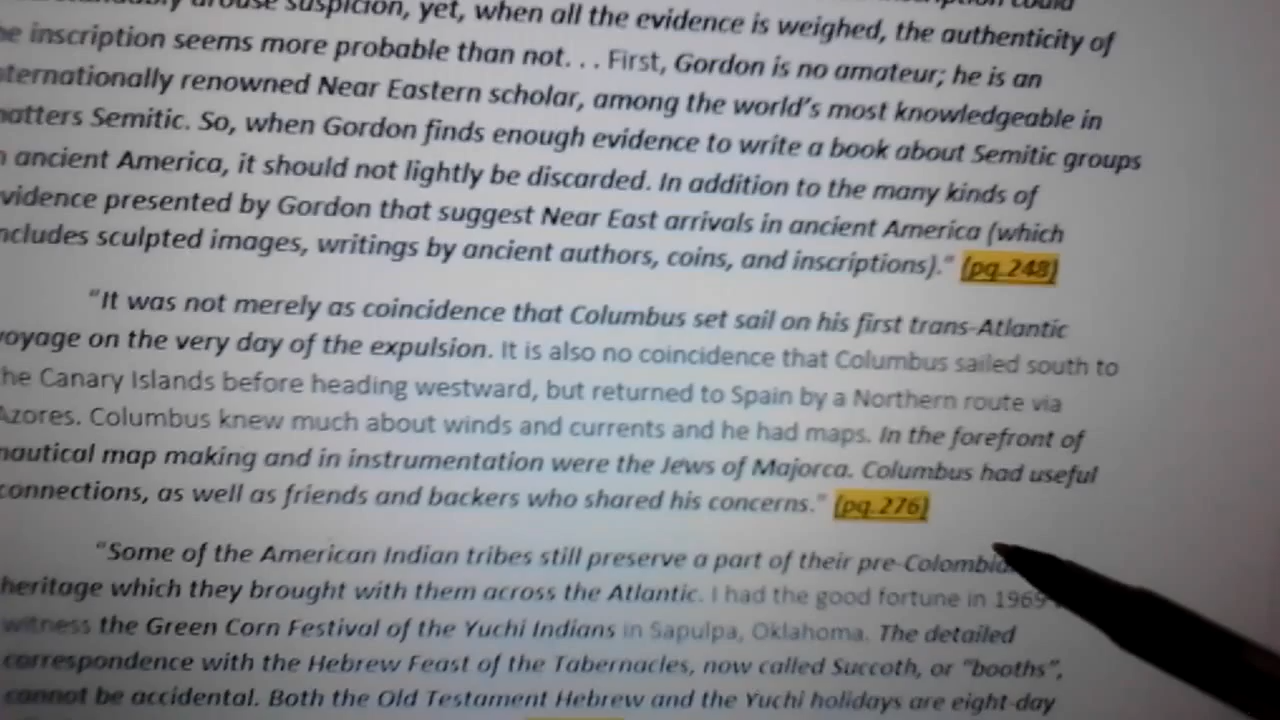 suspicion, yet, when all the evidence is weighed, the authenticity of
inscription seems more probable than not. . . First, Gordon is no amateur; he is an
renowned Near Eastern scholar, among the world's most knowledgeable in
Semitic. So, when Gordon finds enough evidence to write a book about Semitic groups
ancient America, it should not lightly be discarded. In addition to the many kinds of
presented by Gordon that suggest Near East arrivals in ancient America (which
sculpted images, writings by ancient authors, coins, and inscriptions)." (pg.248)
"It was not merely as coincidence that Columbus set sail on his first trans-Atlantic
voyage on the very day of the expulsion. It is also no coincidence that Columbus sailed south to
the Canary Islands before heading westward, but returned to Spain by a Northern route via
Azores. Columbus knew much about winds and currents and he had maps. In the forefront of
nautical map making and in instrumentation were the Jews of Majorca. Columbus had useful
connections, as well as friends and backers who shared his concerns." (pg.276)
"Some of the American Indian tribes still preserve a part of their
heritage which they brought with them across the Atlantic. I had the good fortune in 1969
witness the Green Corn Festival of the Yuchi Indians in Sapulpa, Oklahoma. The detailed
correspondence with the Hebrew Feast of the Tabernacles, now called Succoth, or "booths",
cannot be accidental. Both the Old Testament Hebrew and the Yuchi holidays are eight-day